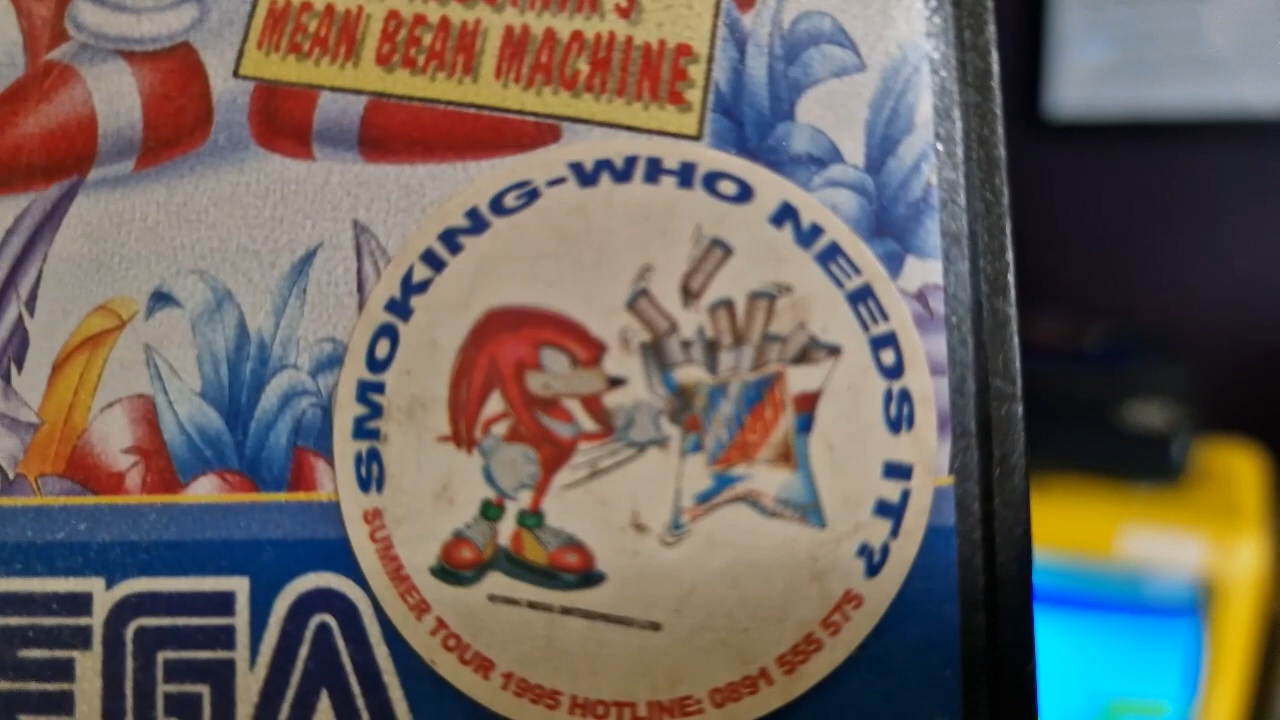 MEAN BEAN MACHINE
SMOKING-WHO NEEDS IT?
SUMMER TOUR 1995 HOTLINE: 0891 555 575
EGA